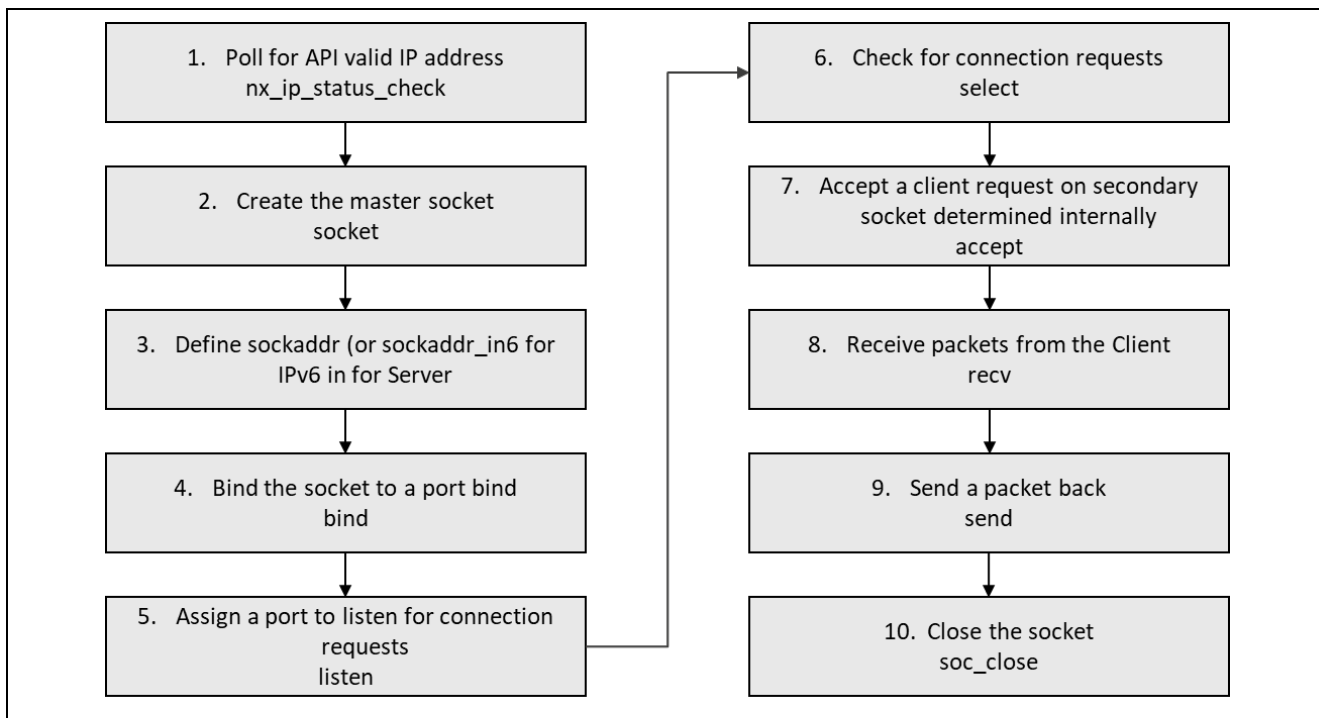 1. Poll for API valid IP address
nx_ip_status_check
2. Create the master socket
socket
3. Define sockaddr (or sockaddr_in6 for
IPv6 in for Server
4. Bind the socket to a port bind
bind
5. Assign a port to listen for connection
requests
listen
6. Check for connection requests
select
7. Accept a client request on secondary
socket determined internally
accept
8. Receive packets from the Client
recv
9. Send a packet back
send
10. Close the socket
soc_close